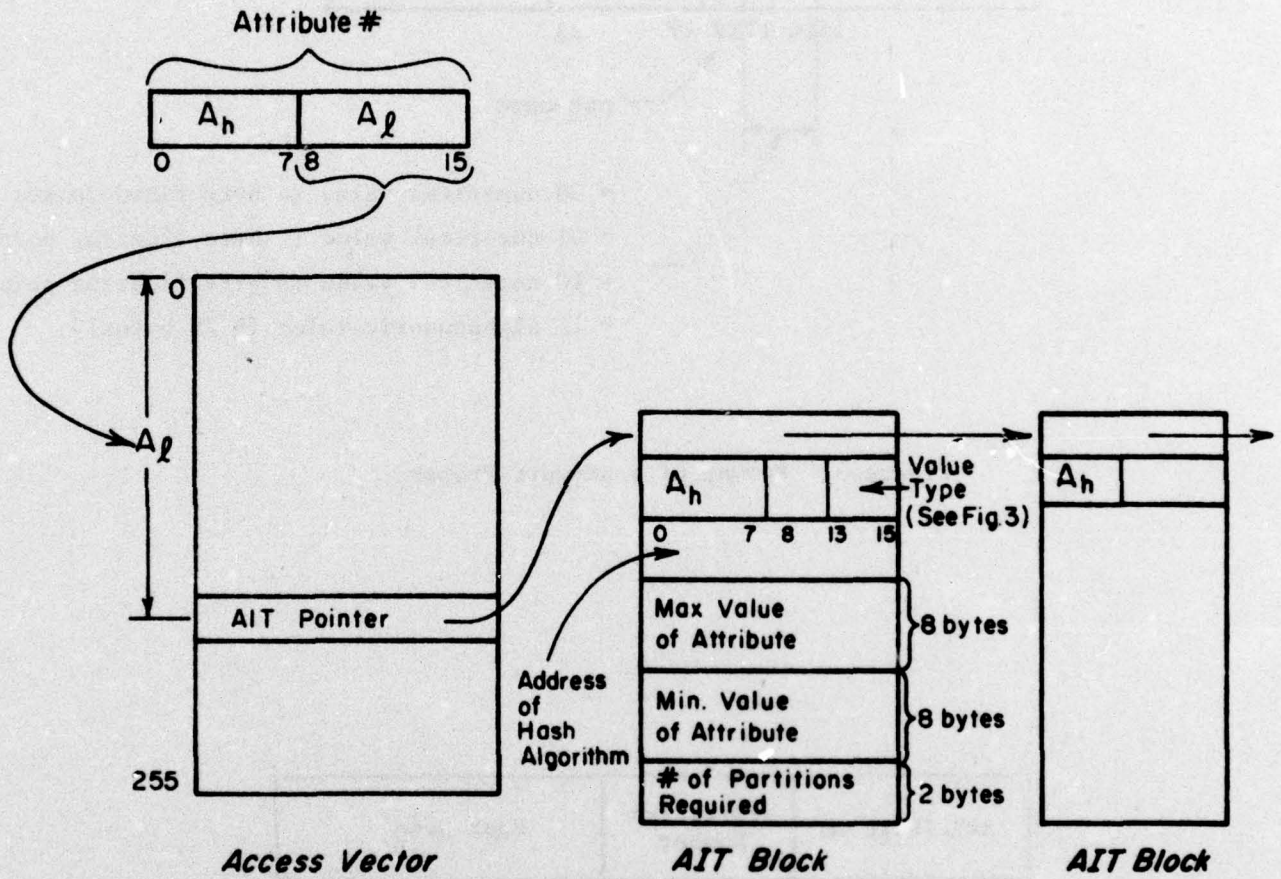 Attribute #
A_h A_ℓ
0 7 8 15
0
A_ℓ
AIT Pointer
255
Access Vector
A_h
Value
Type
(See Fig. 3)
0 7 8 13 15
Max Value
of Attribute
8 bytes
Address
of
Hash
Algorithm
Min. Value
of Attribute
8 bytes
# of Partitions
Required
2 bytes
AIT Block
A_h
AIT Block